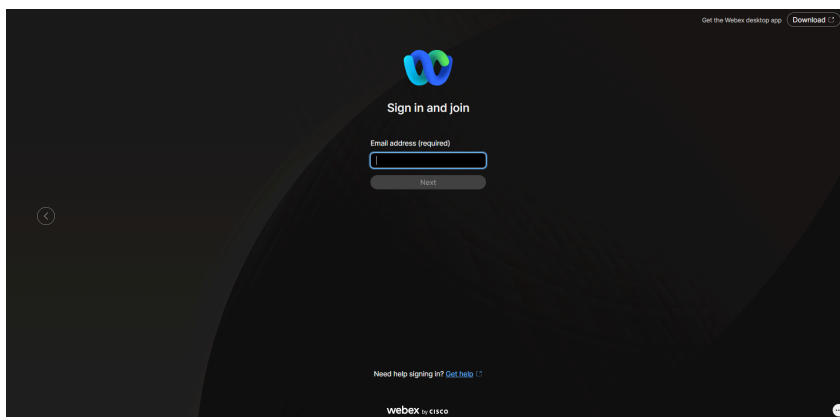 Get the Webex desktop app Download
Sign in and join
Email address (required)
Next
Need help signing in? Get help
webex by CISCO